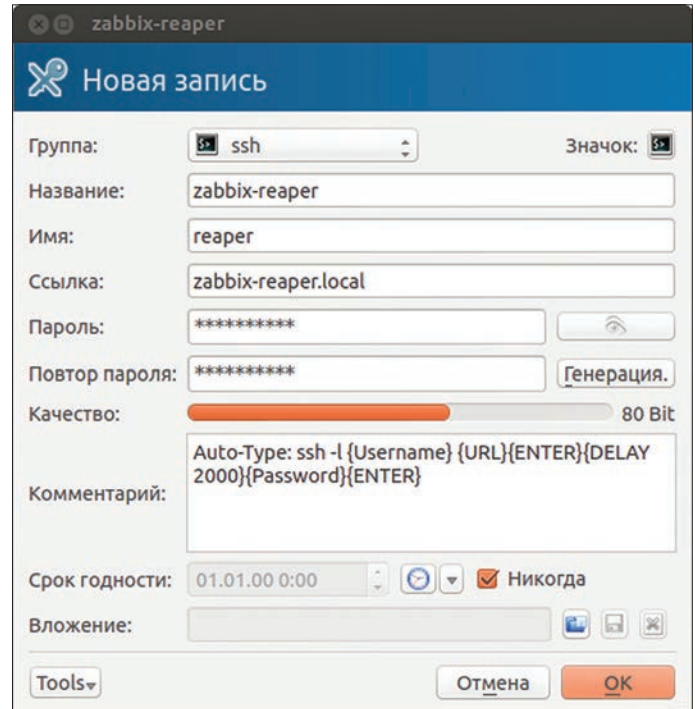 zabbix-reaper
Новая запись
Группа: ssh Значок:
Название: zabbix-reaper
Имя: reaper
Ссылка: zabbix-reaper.local
Пароль: **********
Повтор пароля: ********** Генерация.
Качество: 80 Bit
Комментарий: Auto-Type: ssh -l {Username} {URL}{ENTER}{DELAY
2000}{Password}{ENTER}
Срок годности: 01.01.00 0:00 Никогда
Вложение:
Tools Отмена OK